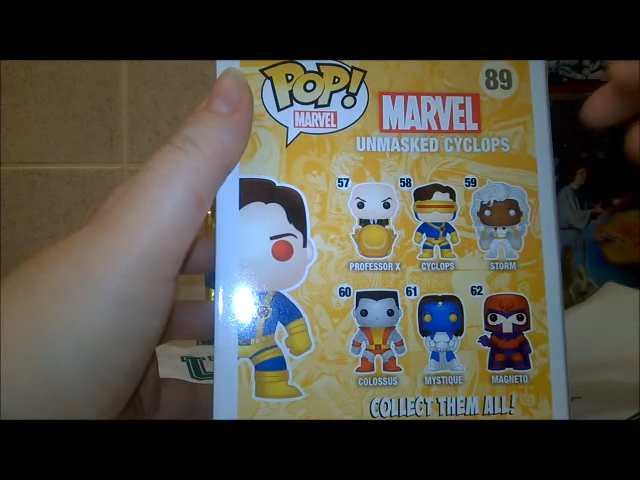 POP!
MARVEL
89
MARVEL
UNMASKED CYCLOPS
57 58 59
PROFESSOR X CYCLOPS STORM
60 61 62
COLOSSUS MYSTIQUE MAGNETO
COLLECT THEM ALL!